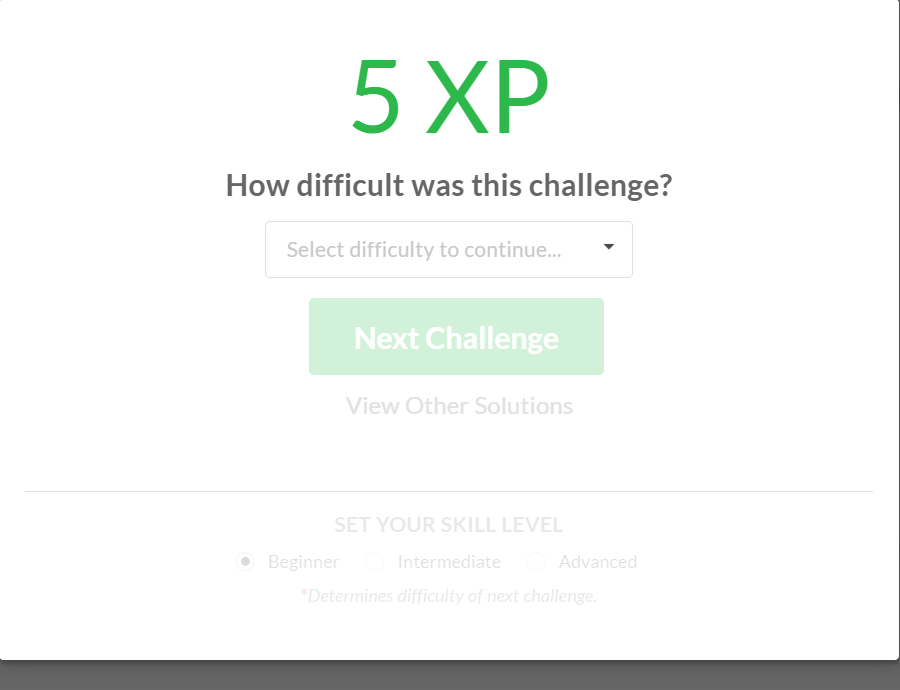 5 XP
How difficult was this challenge?
Select difficulty to continue...
Next Challenge
View Other Solutions
SET YOUR SKILL LEVEL
Beginner Intermediate Advanced
*Determines difficulty of next challenge.